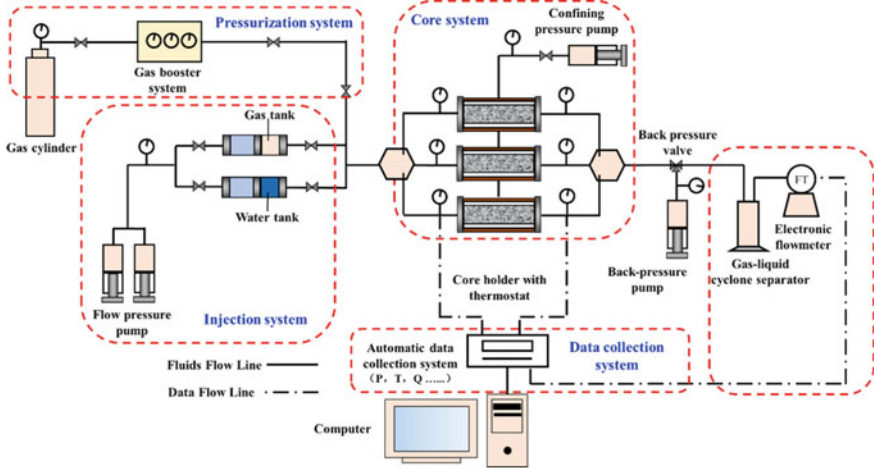 Pressurization system
Gas booster
system
Gas cylinder
Core system
Confining
pressure pump
Gas tank
Water tank
Flow pressure
pump
Injection system
Back pressure
valve
FT
Electronic
flowmeter
Gas-liquid
cyclone separator
Back-pressure
pump
Core holder with
thermostat
Automatic data
collection system
(P, T, Q ......)
Data collection
system
Fluids Flow Line
Data Flow Line
Computer